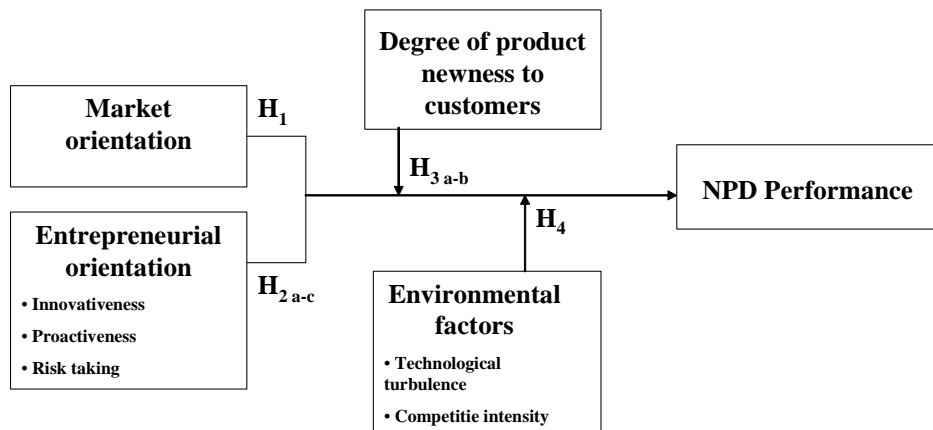 Degree of product
newness to
customers
Market
orientation
H1
H3 a-b
NPD Performance
Entrepreneurial
orientation
• Innovativeness
• Proactiveness
• Risk taking
H2 a-c
H4
Environmental
factors
• Technological
turbulence
• Competitie intensity